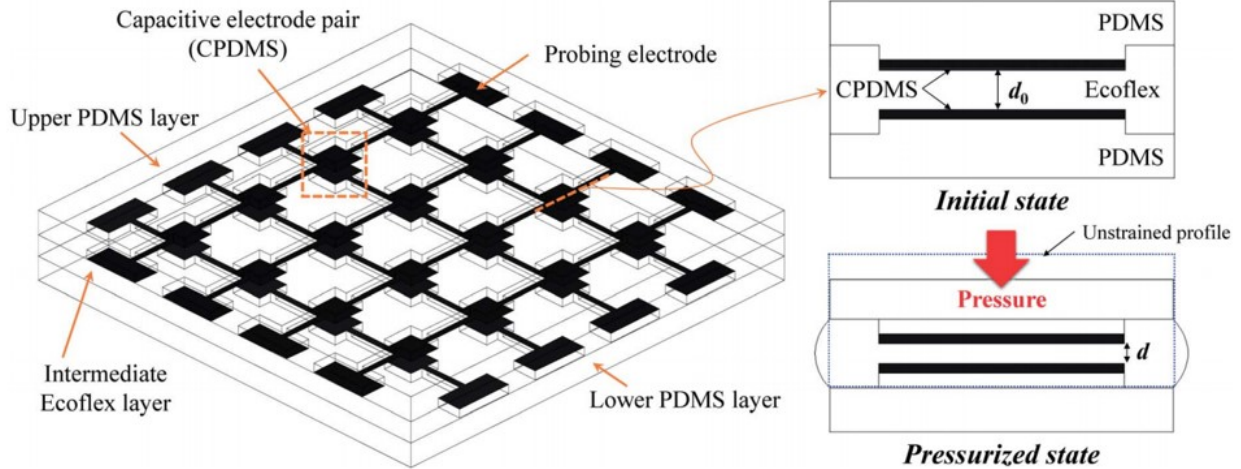 Capacitive electrode pair
(CPDMS)
Probing electrode
Upper PDMS layer
Intermediate
Ecoflex layer
Lower PDMS layer
PDMS
CPDMS
d₀
Ecoflex
PDMS
Initial state
Unstrained profile
Pressure
d
Pressurized state